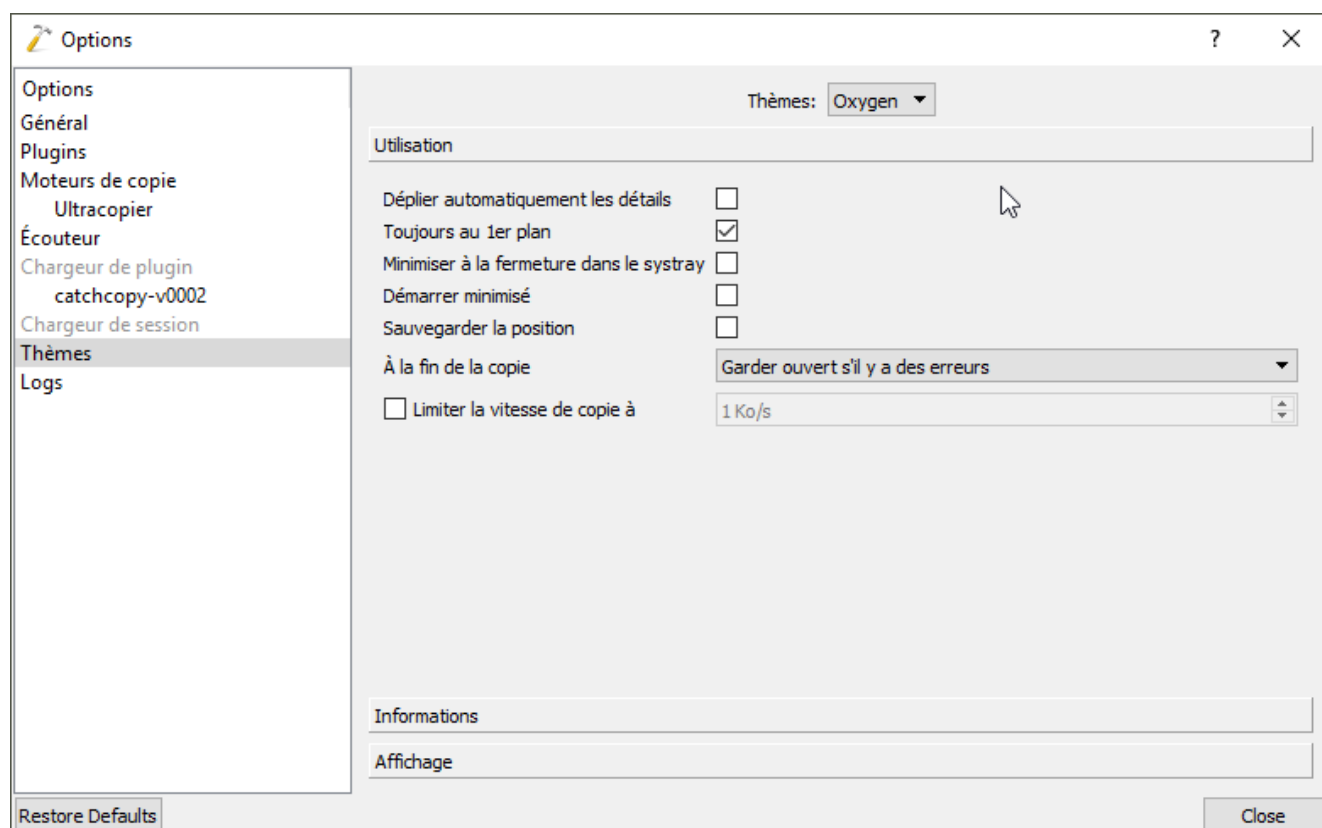 Options
?
Options
Général
Plugins
Moteurs de copie
Ultracopier
Écouteur
Chargeur de plugin
catchcopy-v0002
Chargeur de session
Thèmes
Logs
Thèmes: Oxygen
Utilisation
Déplier automatiquement les détails
Toujours au 1er plan
Minimiser à la fermeture dans le systray
Démarrer minimisé
Sauvegarder la position
À la fin de la copie Garder ouvert s'il y a des erreurs
Limiter la vitesse de copie à 1 Ko/s
Informations
Affichage
Restore Defaults Close